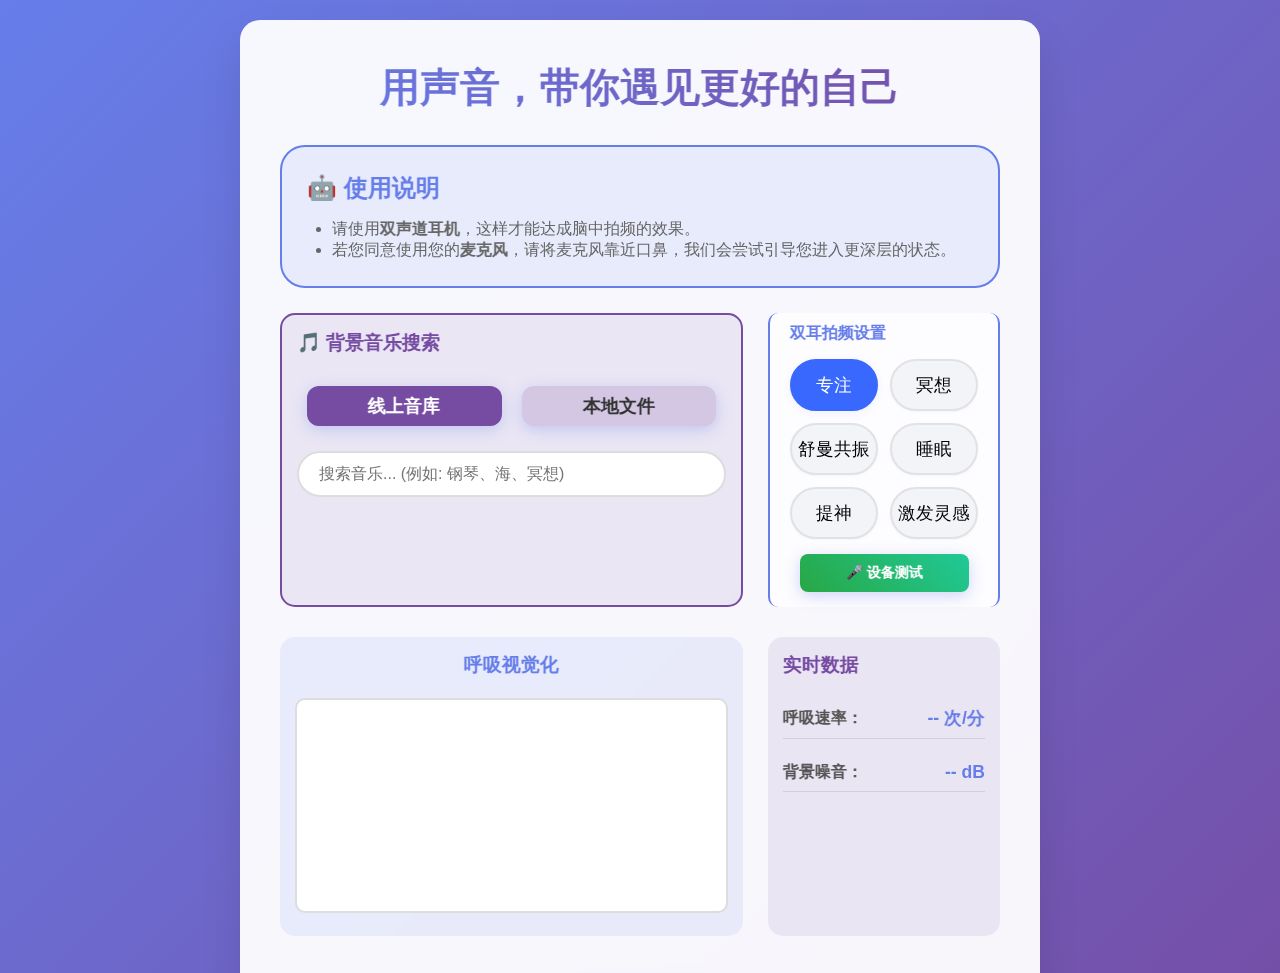 用声音，带你遇见更好的自己
🤖 使用说明
请使用双声道耳机，这样才能达成脑中拍频的效果。
若您同意使用您的麦克风，请将麦克风靠近口鼻，我们会尝试引导您进入更深层的状态。
🎵 背景音乐搜索
线上音库
本地文件
搜索音乐... (例如: 钢琴、海、冥想)
双耳拍频设置
专注
冥想
舒曼共振
睡眠
提神
激发灵感
🎤 设备测试
呼吸视觉化
实时数据
呼吸速率： -- 次/分
背景噪音： -- dB